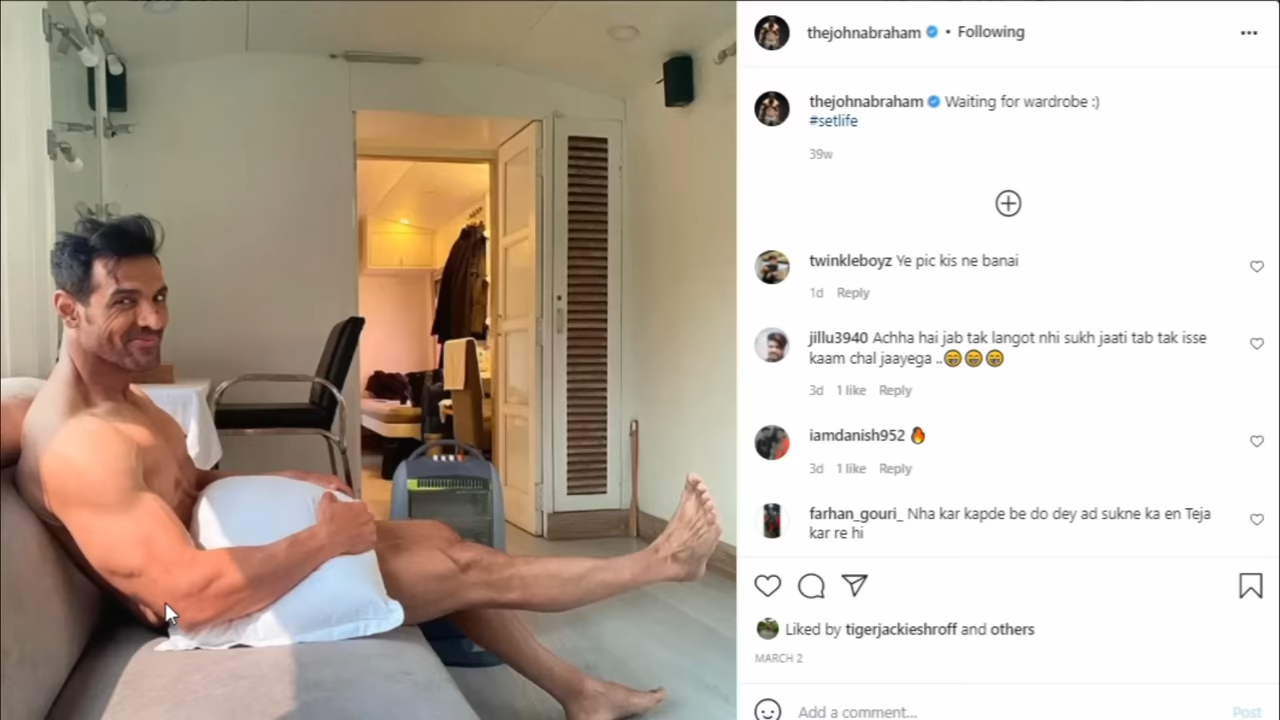 thejohnabraham • Following
thejohnabraham Waiting for wardrobe :)
#setlife
39w
twinkleboyz Ye pic kis ne banai
1d Reply
jillu3940 Achha hai jab tak langot nhi sukh jaati tab tak isse
kaam chal jaayega ..😁😁😁
3d 1 like Reply
iamdanish952 🔥
3d 1 like Reply
farhan_gouri_ Nha kar kapde be do dey ad sukne ka en Teja
kar re hi
Liked by tigerjackieshroff and others
MARCH 2
Add a comment... Post